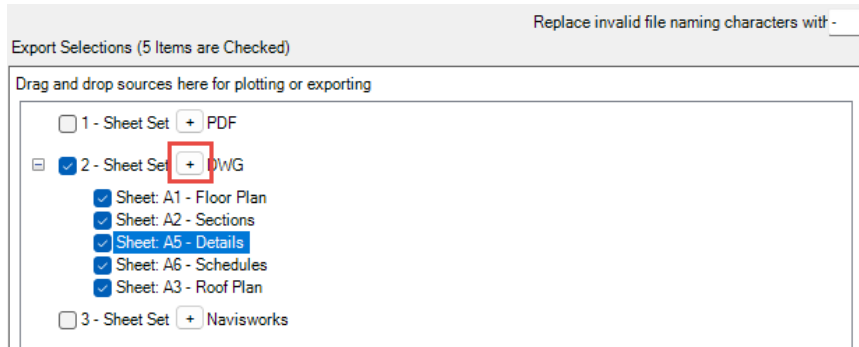 Replace invalid file naming characters with -
Export Selections (5 Items are Checked)
Drag and drop sources here for plotting or exporting
1 - Sheet Set + PDF
2 - Sheet Set + DWG
Sheet: A1 - Floor Plan
Sheet: A2 - Sections
Sheet: A5 - Details
Sheet: A6 - Schedules
Sheet: A3 - Roof Plan
3 - Sheet Set + Navisworks